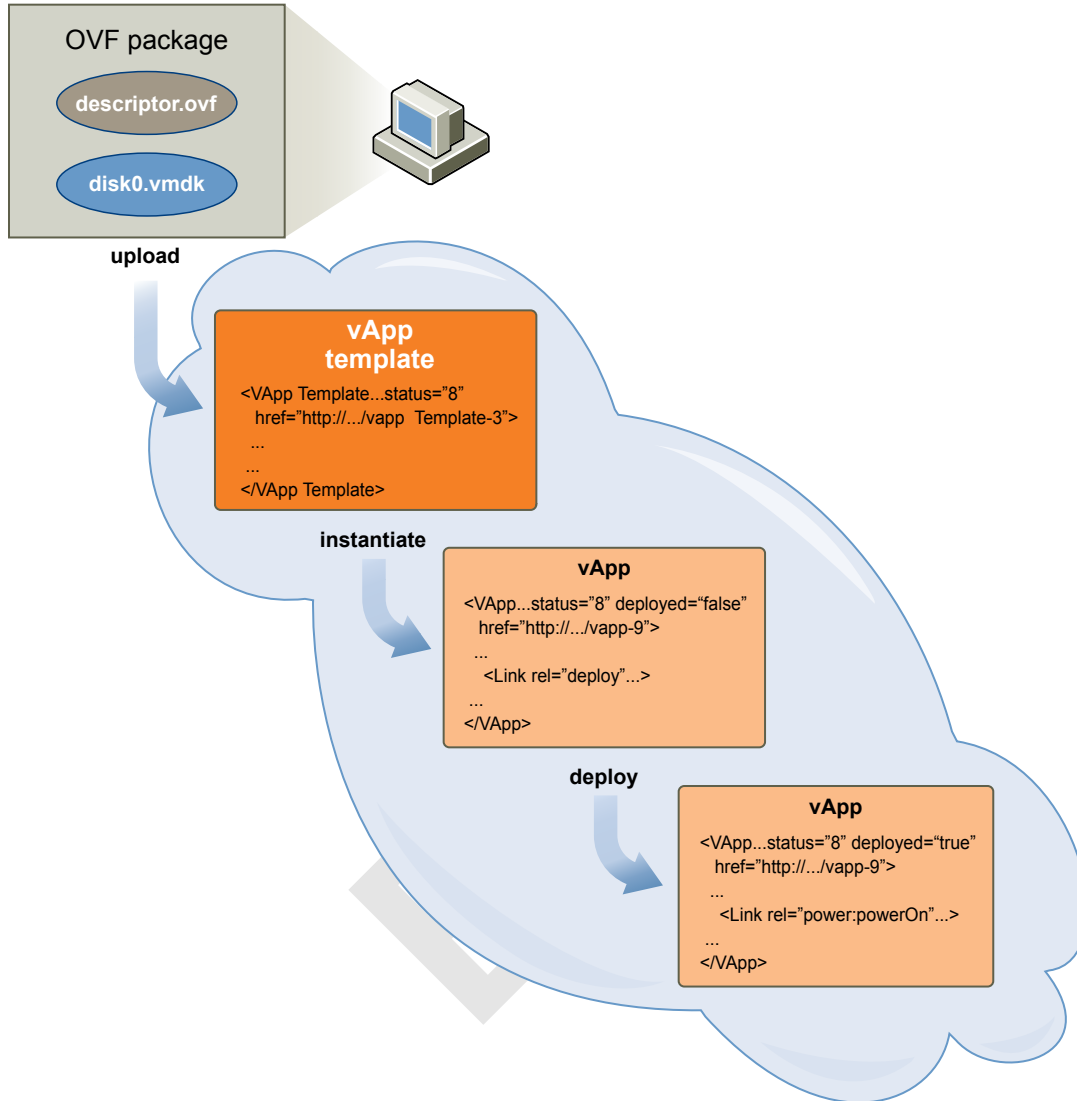 OVF package
descriptor.ovf
disk0.vmdk
upload
vApp
template
<VApp Template...status=”8”
href=”http://.../vapp  Template-3”>
...
...
</VApp Template>
instantiate
vApp
<VApp...status=”8” deployed=“false”
href=”http://.../vapp-9”>
...
<Link rel=”deploy”...>
...
</VApp>
deploy
vApp
<VApp...status=”8” deployed=“true”
href=”http://.../vapp-9”>
...
<Link rel=”power:powerOn”...>
...
</VApp>